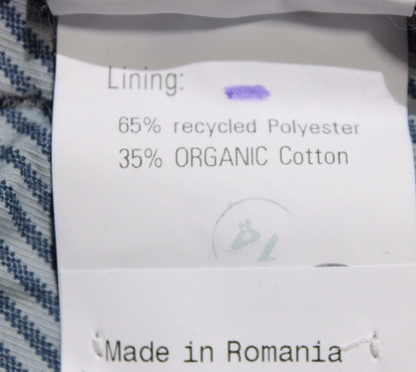 Lining:
65% recycled Polyester
35% ORGANIC Cotton
Made in Romania